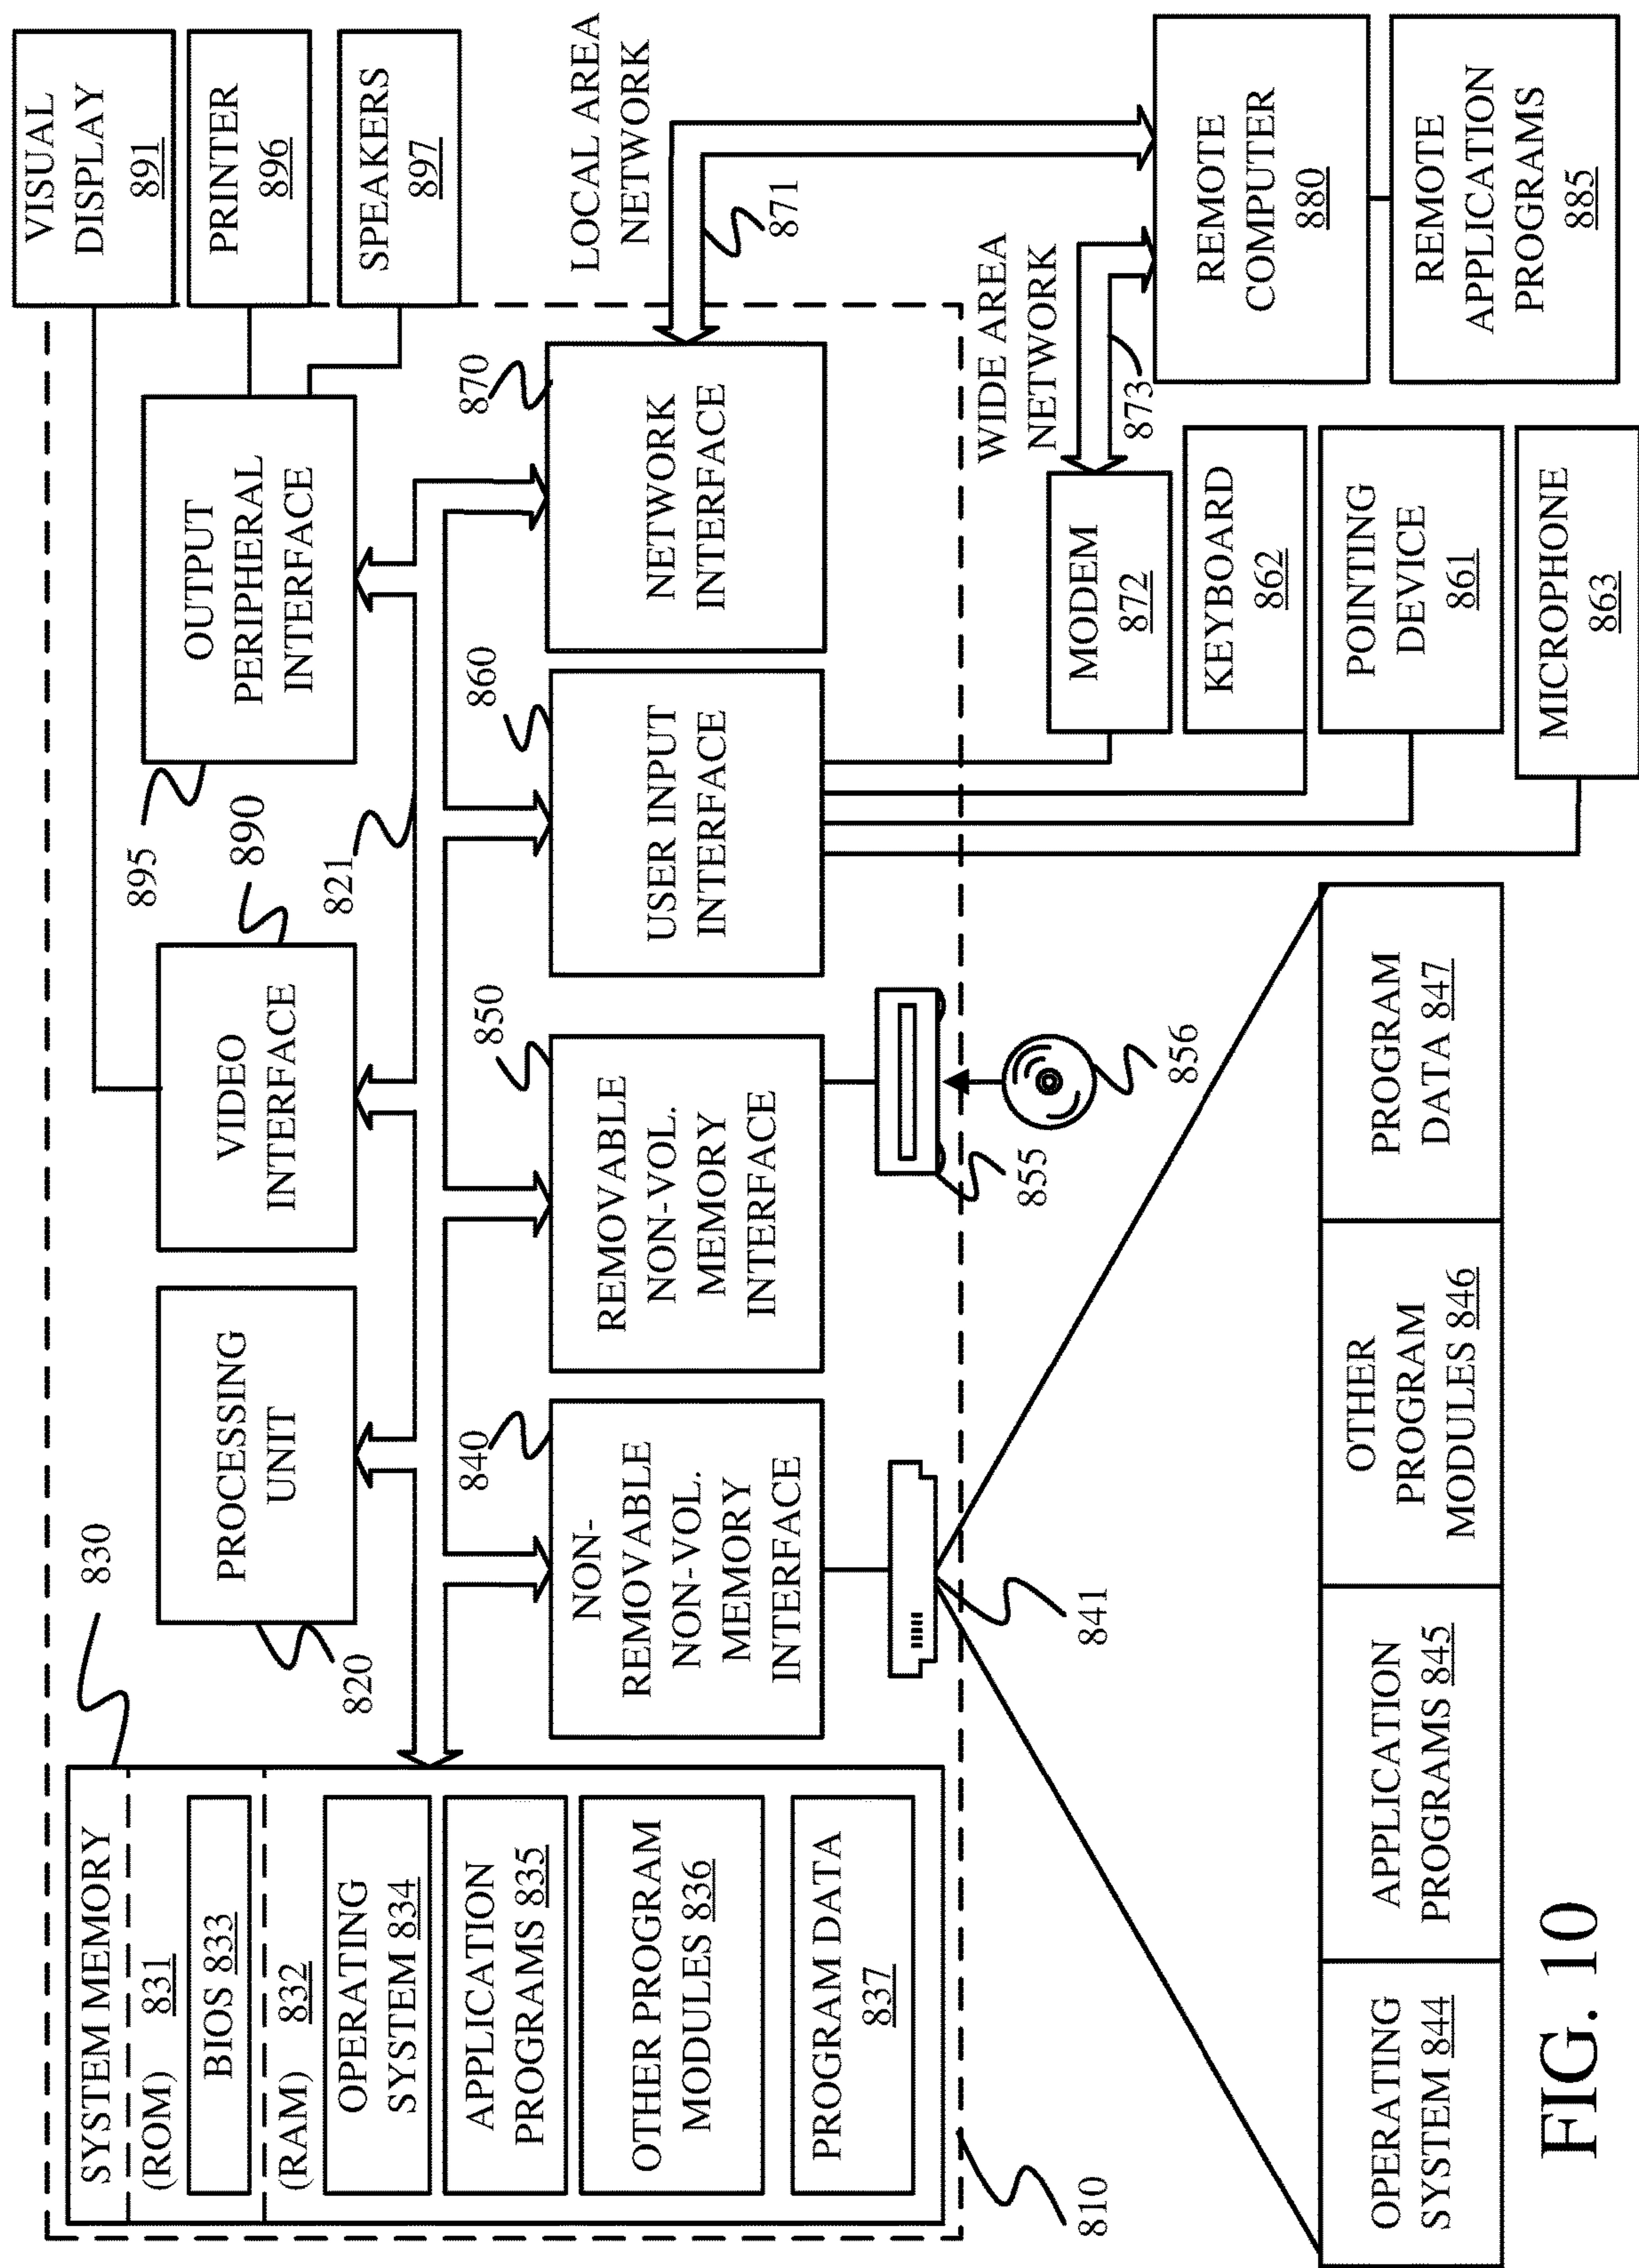 SYSTEM MEMORY
(ROM) 831
BIOS 833
(RAM) 832
OPERATING
SYSTEM 834
APPLICATION
PROGRAMS 835
OTHER PROGRAM
MODULES 836
PROGRAM DATA
837
810
830
PROCESSING
UNIT
820
VIDEO
INTERFACE
890
821
OUTPUT
PERIPHERAL
INTERFACE
895
VISUAL
DISPLAY
891
PRINTER
896
SPEAKERS
897
NON-
REMOVABLE
NON-VOL.
MEMORY
INTERFACE
840
REMOVABLE
NON-VOL.
MEMORY
INTERFACE
850
USER INPUT
INTERFACE
860
NETWORK
INTERFACE
870
LOCAL AREA
NETWORK
871
841
855
856
WIDE AREA
NETWORK
873
MODEM
872
KEYBOARD
862
POINTING
DEVICE
861
MICROPHONE
863
REMOTE
COMPUTER
880
REMOTE
APPLICATION
PROGRAMS
885
OPERATING
SYSTEM 844
APPLICATION
PROGRAMS 845
OTHER
PROGRAM
MODULES 846
PROGRAM
DATA 847
FIG. 10